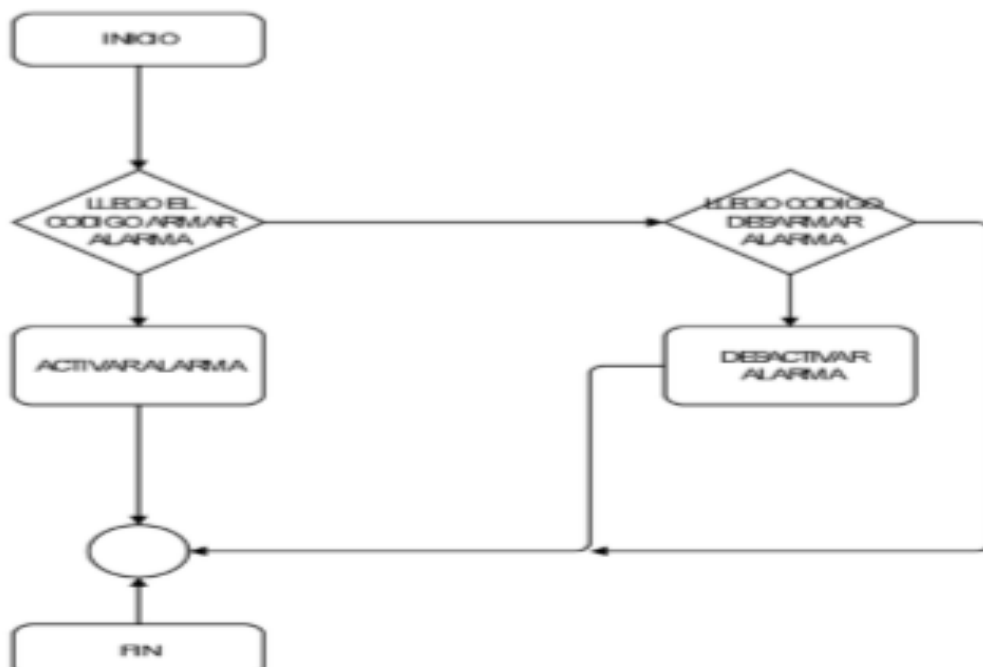 INICIO
LLEGO EL
CODIGO ARMAR
ALARMA
LLEGO CODIGO
DESARMAR
ALARMA
ACTIVAR ALARMA
DESACTIVAR
ALARMA
FIN